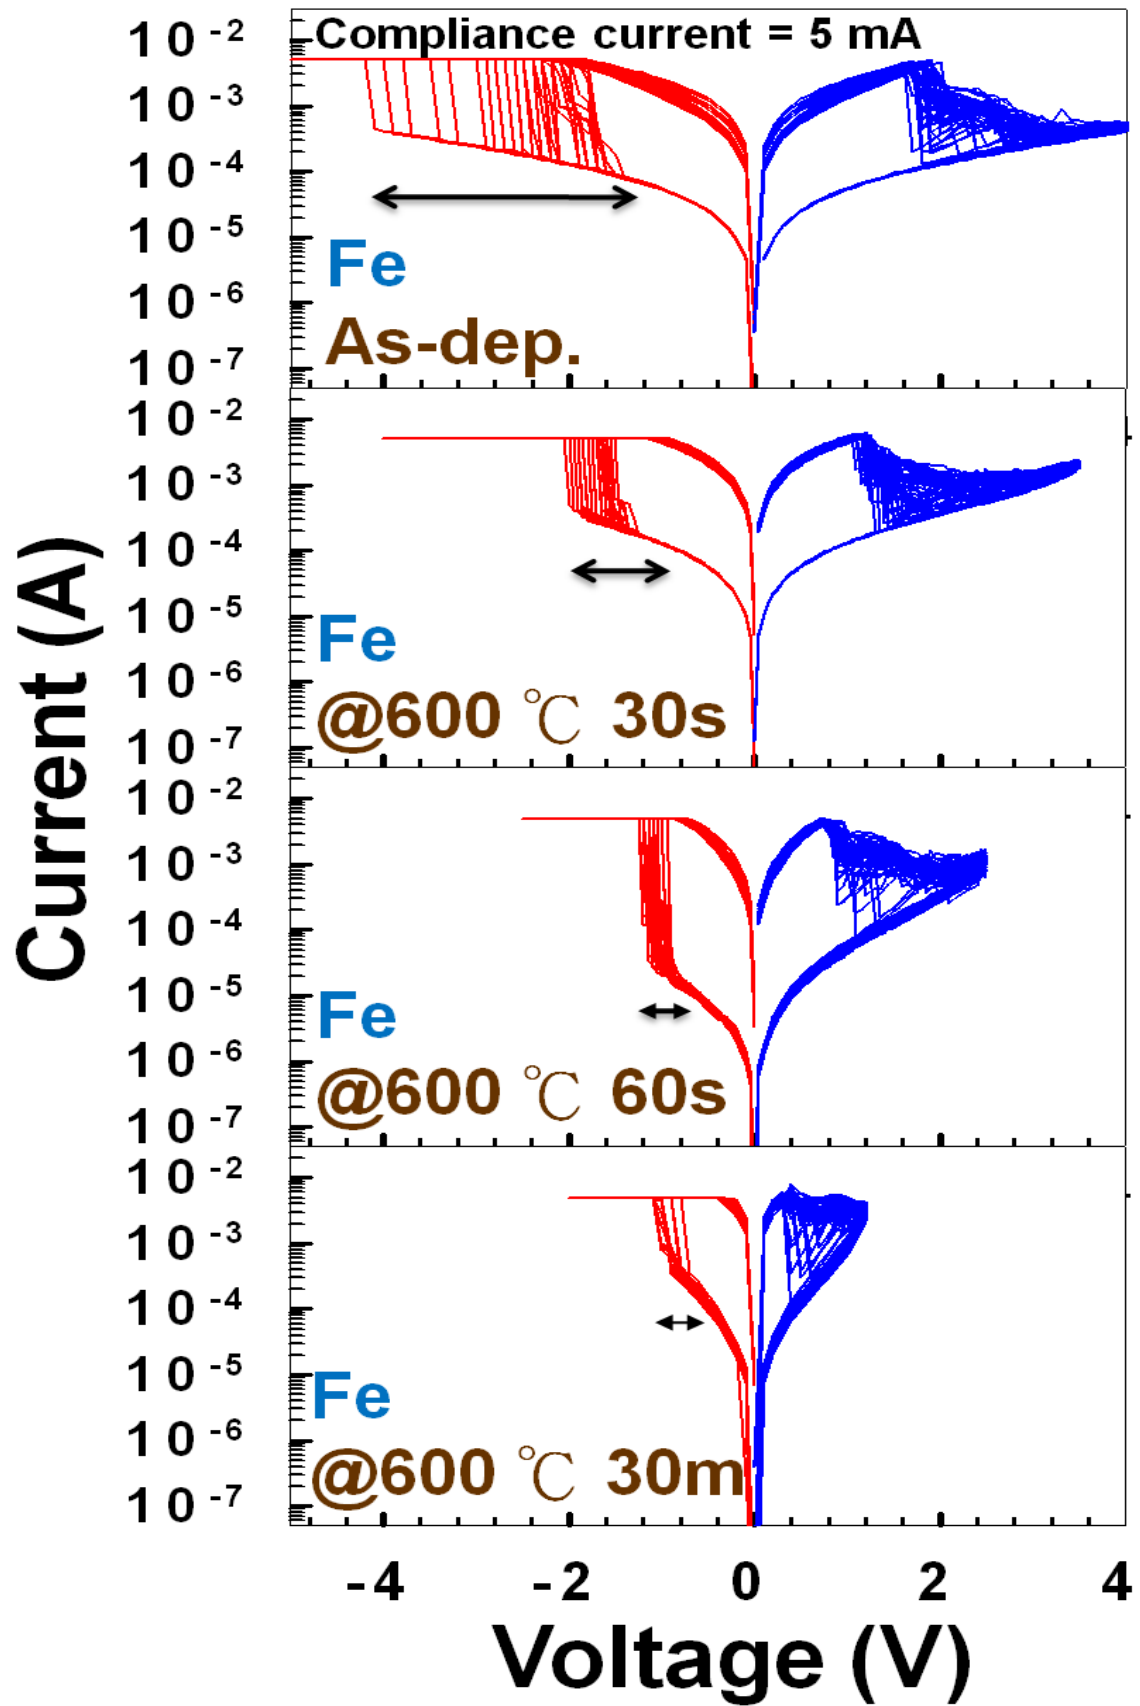 Compliance current = 5 mA
10⁻²
10⁻³
10⁻⁴
10⁻⁵
10⁻⁶
10⁻⁷
Fe
As-dep.
10⁻²
10⁻³
10⁻⁴
10⁻⁵
10⁻⁶
10⁻⁷
Fe
@600 ℃ 30s
10⁻²
10⁻³
10⁻⁴
10⁻⁵
10⁻⁶
10⁻⁷
Fe
@600 ℃ 60s
10⁻²
10⁻³
10⁻⁴
10⁻⁵
10⁻⁶
10⁻⁷
Fe
@600 ℃ 30m
Current (A)
-4 -2 0 2 4
Voltage (V)